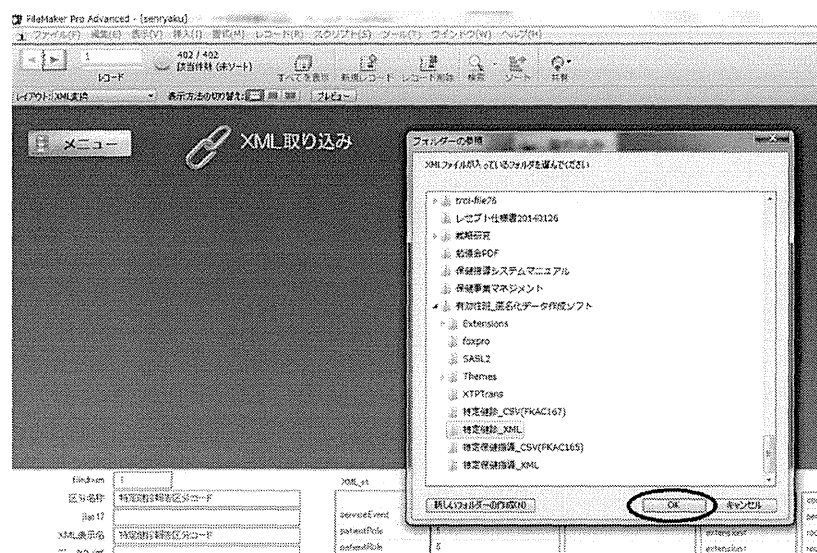 FileMaker Pro Advanced - [senryaku]
ファイル(F) 編集(E) 表示(V) 挿入(I) 書式(M) レコード(R) スクリプト(S) ツール(T) ウインドウ(W) ヘルプ(H)
1
402 / 402
該当件数 (未ソート)
レコード
すべてを表示 新規レコード レコード削除 検索 ソート 共有
レイアウト: XML変換 表示方法の切り替え: プレビュー
メニュー
XML取り込み
フォルダーの参照
XMLファイルが入っているフォルダを選んでください
troi-file76
レセプト仕様書20140126
戦略研究
勉強会PDF
保健指導システムマニュアル
保健事業マネジメント
有効性班_匿名化データ作成ソフト
Extensions
foxpro
SASL2
Themes
XTPTrans
特定健診_CSV(FKAC167)
特定健診_XML
特定保健指導_CSV(FKAC165)
特定保健指導_XML
新しいフォルダーの作成(N)
OK
キャンセル
1
区分名称 特定健診報告区分コード
XML表示名 特定健診報告区分コード
serviceEvent
patientRole
patientRole 5
extension1
extension1